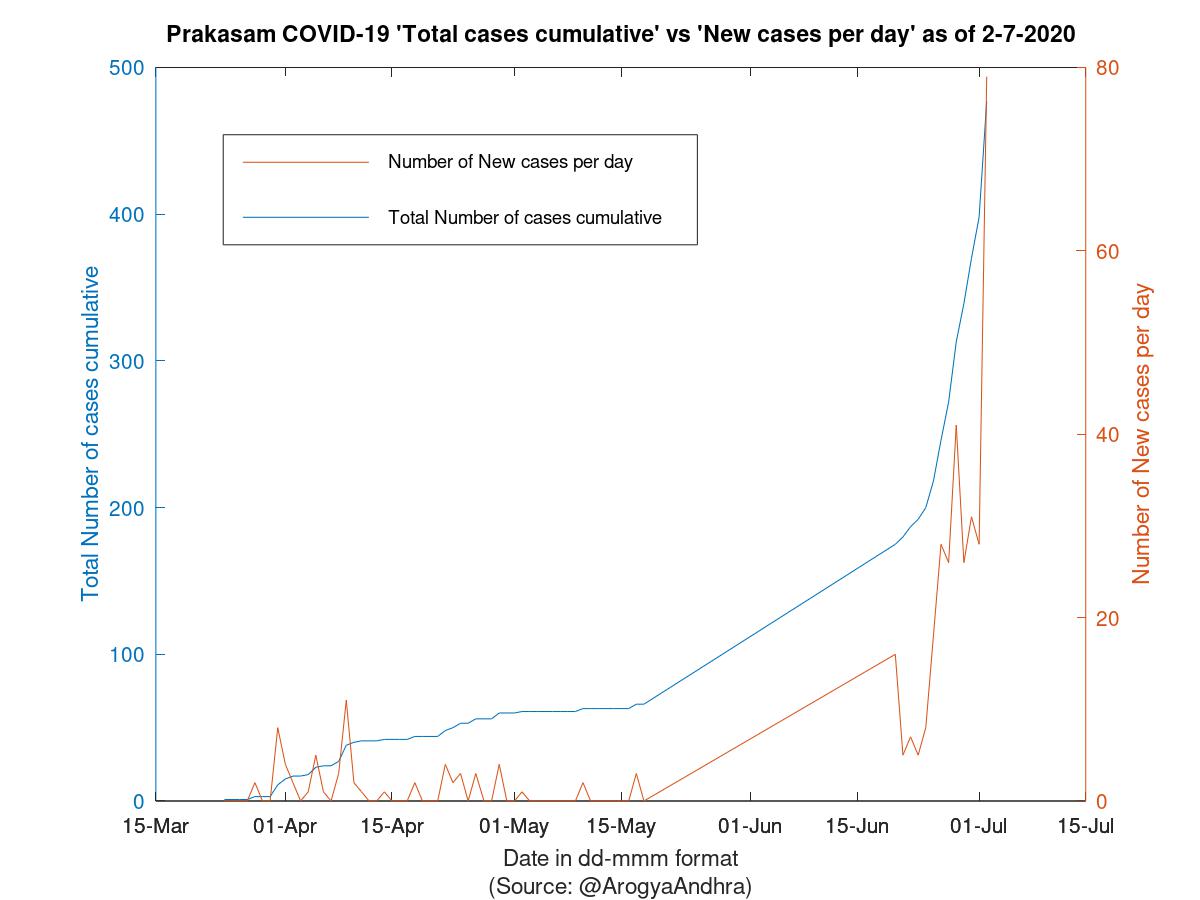 Prakasam COVID-19 'Total cases cumulative' vs 'New cases per day' as of 2-7-2020
500
400
300
200
100
0
Total Number of cases cumulative
80
60
40
20
0
Number of New cases per day
Number of New cases per day
Total Number of cases cumulative
15-Mar 01-Apr 15-Apr 01-May 15-May 01-Jun 15-Jun 01-Jul 15-Jul
Date in dd-mmm format
(Source: @ArogyaAndhra)